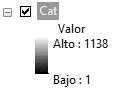 Cat
Valor
Alto : 1138
Bajo : 1